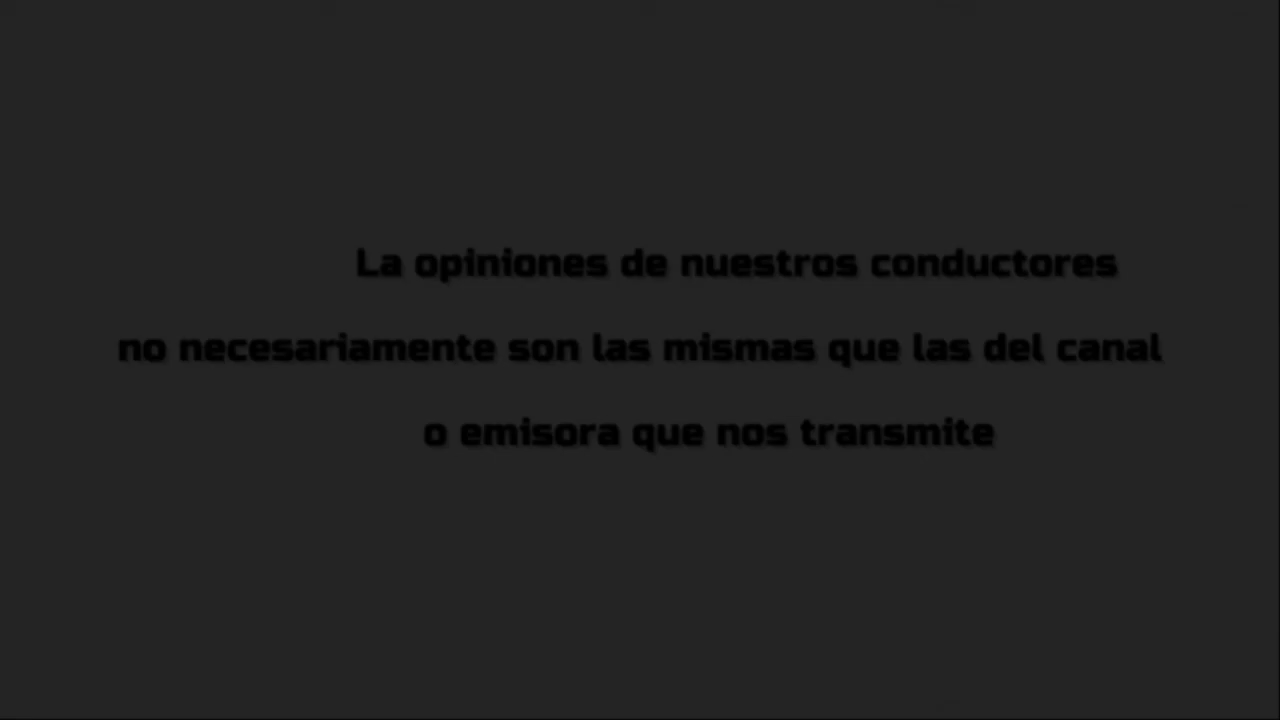 La opiniones de nuestros conductores
no necesariamente son las mismas que las del canal
o emisora que nos transmite